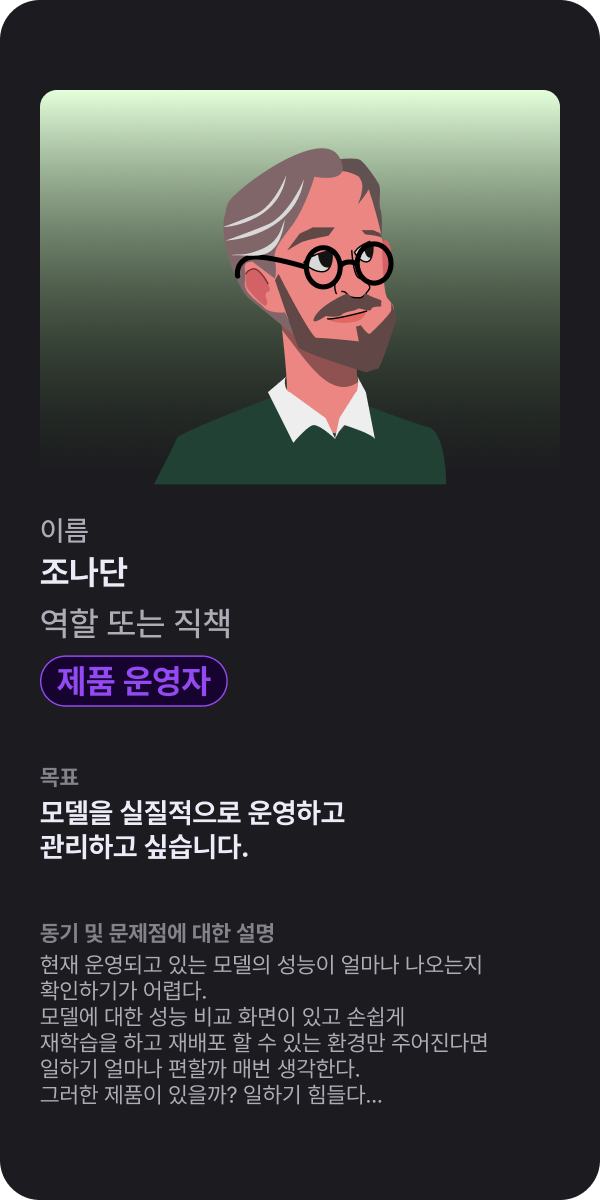 이름
조나단
역할 또는 직책
제품 운영자
목표
모델을 실질적으로 운영하고
관리하고 싶습니다.
동기 및 문제점에 대한 설명
현재 운영되고 있는 모델의 성능이 얼마나 나오는지
확인하기가 어렵다.
모델에 대한 성능 비교 화면이 있고 손쉽게
재학습을 하고 재배포 할 수 있는 환경만 주어진다면
일하기 얼마나 편할까 매번 생각한다.
그러한 제품이 있을까? 일하기 힘들다...